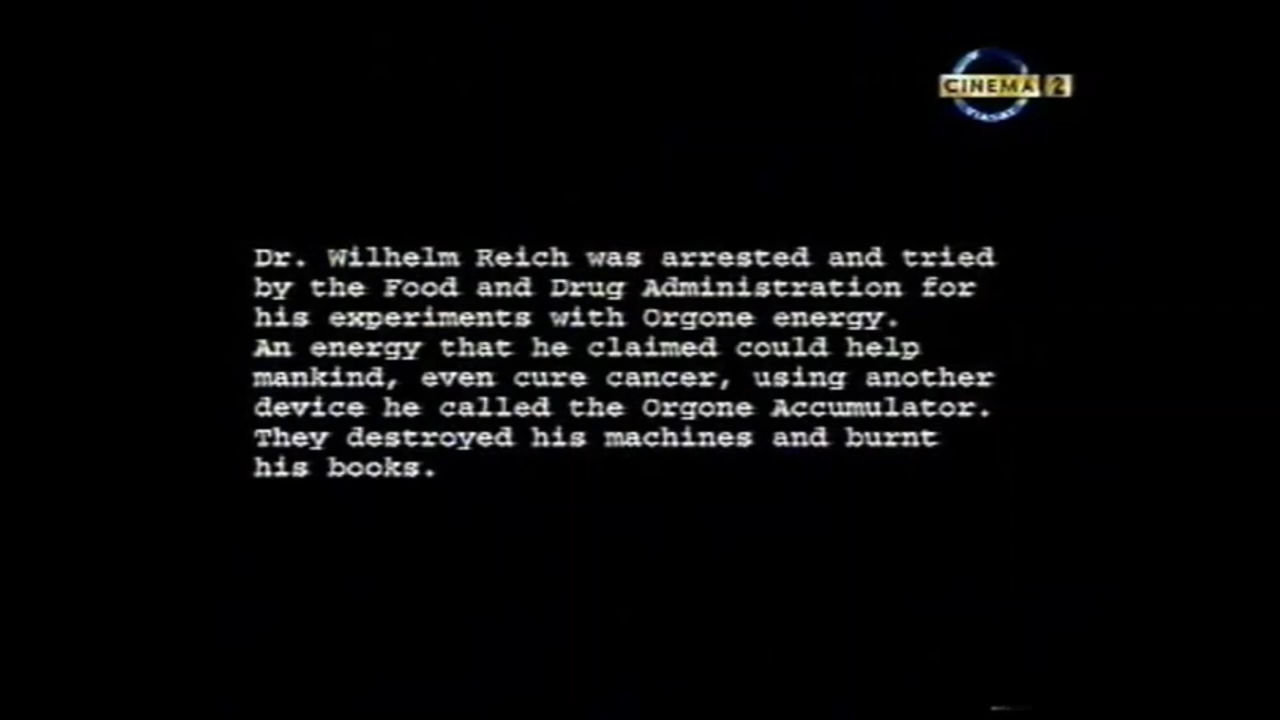 CINEMA 2
VIASAT
Dr. Wilhelm Reich was arrested and tried
by the Food and Drug Administration for
his experiments with Orgone energy.
An energy that he claimed could help
mankind, even cure cancer, using another
device he called the Orgone Accumulator.
They destroyed his machines and burnt
his books.